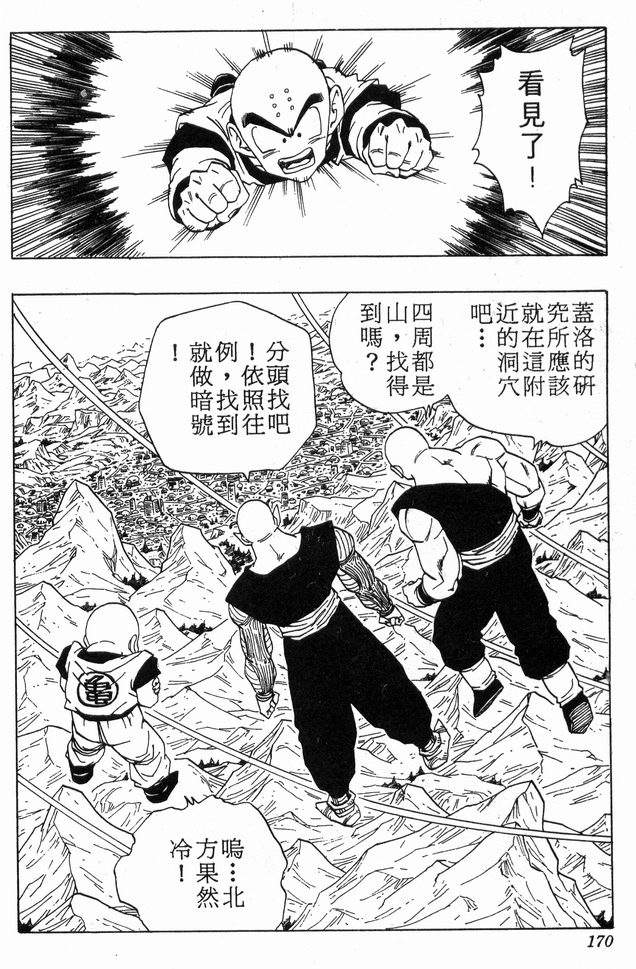 看見了！
蓋洛的研
究所應該
就在這附
近的洞穴
吧…
四周都是
山，找得
到嗎？
分頭找吧
！依照往
例，找到
就做暗號
！
龜
嗚…北
方果然
冷！
170